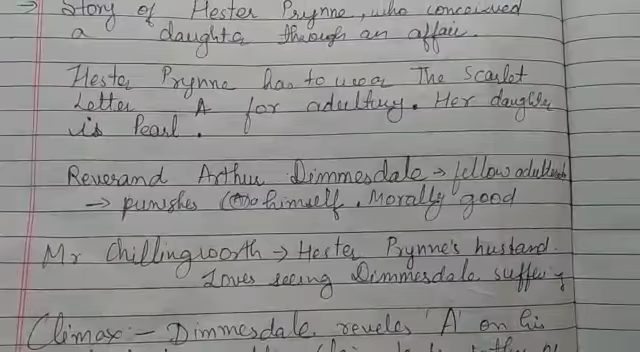 → Story of Hester Prynne, who conceived
a daughter through an affair.
Hester Prynne has to wear The Scarlet
Letter A for adultery. Her daughter
is Pearl.
Reverand Arthur Dimmesdale → fellow
→ punishes himself. Morally good
Mr Chillingworth → Hester Prynne's husband.
Loves seeing Dimmesdale suffering
Climax:- Dimmesdale reveles 'A' on his